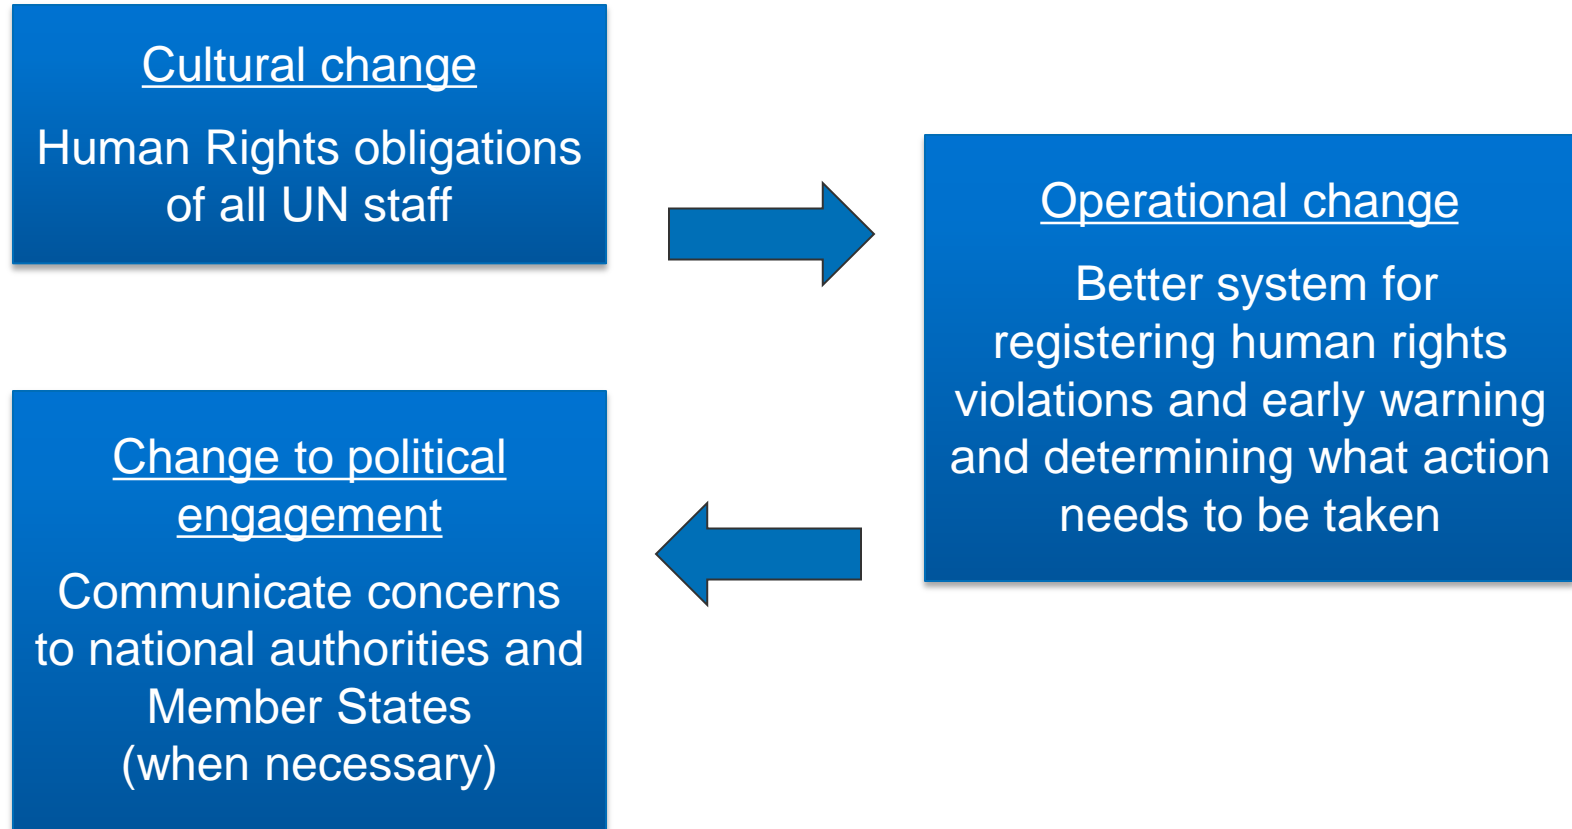 Cultural change
Human Rights obligations
of all UN staff
Operational change
Better system for
registering human rights
violations and early warning
and determining what action
needs to be taken
Change to political
engagement
Communicate concerns
to national authorities and
Member States
(when necessary)